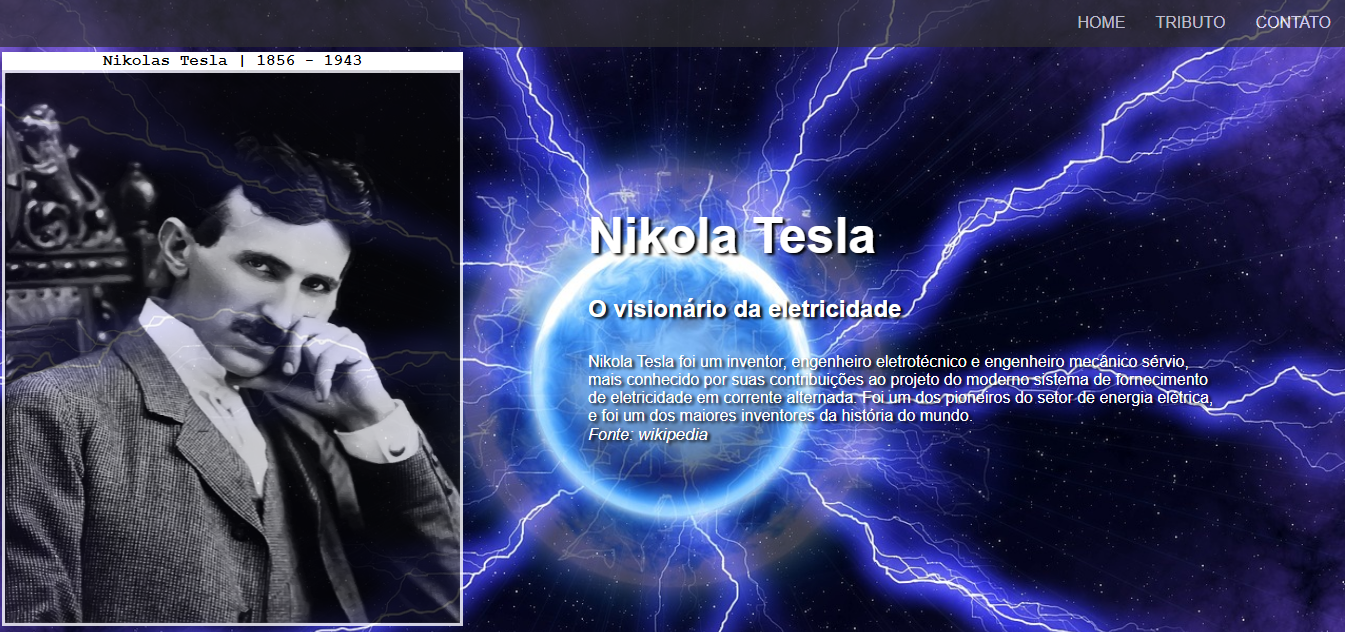 HOME TRIBUTO CONTATO
Nikolas Tesla | 1856 - 1943
Nikola Tesla
O visionário da eletricidade
Nikola Tesla foi um inventor, engenheiro eletrotécnico e engenheiro mecânico sérvio,
mais conhecido por suas contribuições ao projeto do moderno sistema de fornecimento
de eletricidade em corrente alternada. Foi um dos pioneiros do setor de energia elétrica,
e foi um dos maiores inventores da história do mundo.
Fonte: wikipedia